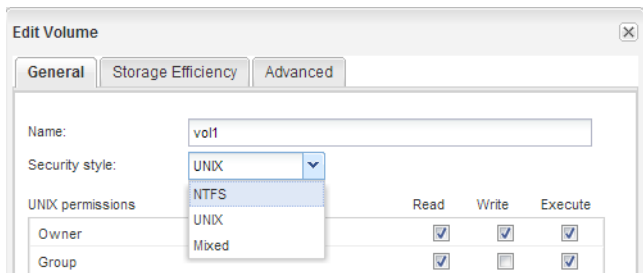 Edit Volume
General Storage Efficiency Advanced
Name: vol1
Security style: UNIX
NTFS
UNIX permissions Read Write Execute
UNIX
Owner
Mixed
Group